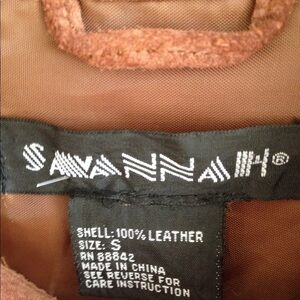 SAVANNAH®
SHELL: 100% LEATHER
SIZE: S
RN 88842
MADE IN CHINA
SEE REVERSE FOR
CARE INSTRUCTION